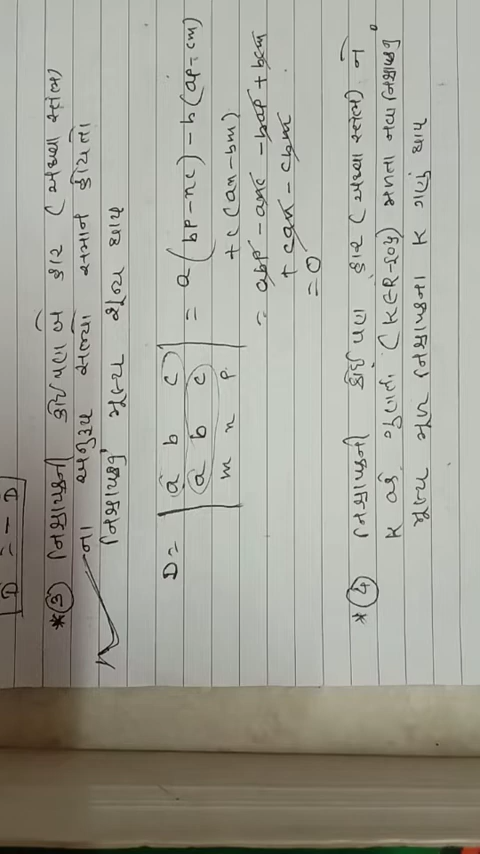 D = - D
* ③ નિશ્ચાયકની કોઈપણ બે હાર (અથવા સ્તંભ)
ના અનુરૂપ સભ્યો સમાન હોય તો
નિશ્ચાયકનું મૂલ્ય શૂન્ય થાય
D = | a b c | = a(bp - nc) - b(ap - cm)
| a b c | + c(an - bm)
| m n p | = abp - anc - bap + bcm
+ can - cbm
= 0
* ④ નિશ્ચાયકની કોઈ પણ હાર (અથવા સ્તંભ) ને
K વડે ગુણતાં (K∈R-{0}) મળતા નવા નિશ્ચાયકનું
મૂલ્ય મૂળ નિશ્ચાયકના K ગણું થાય